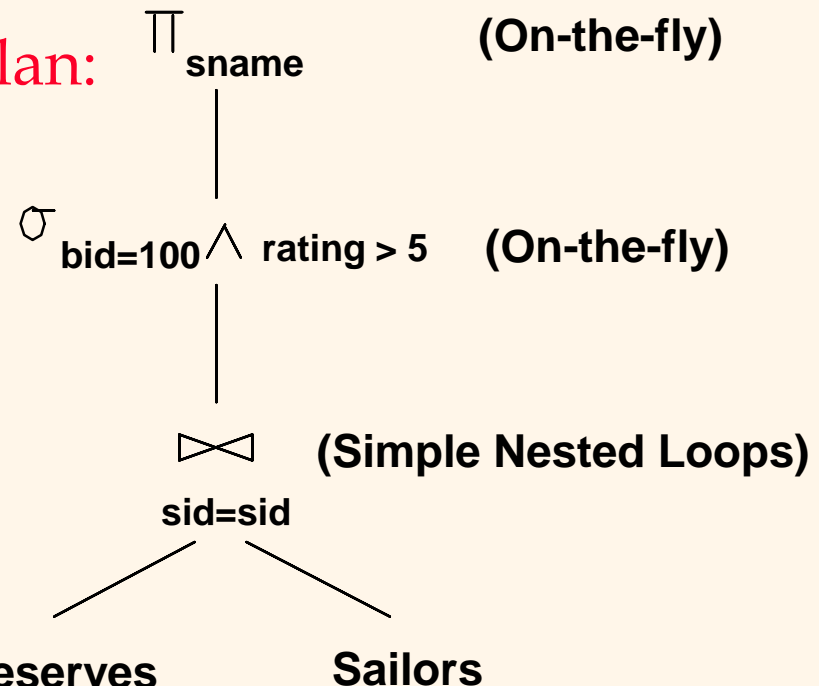 (On-the-fly)
lan:
π sname
σ bid=100 ∧ rating > 5 (On-the-fly)
⋈ (Simple Nested Loops)
sid=sid
eserves Sailors